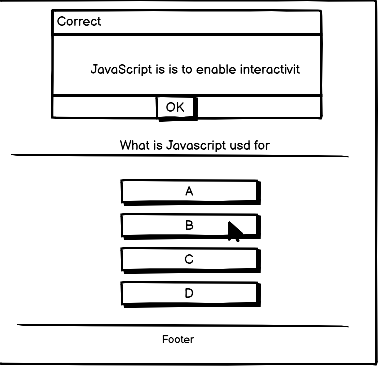 Correct
JavaScript is is to enable interactivit
OK
What is Javascript usd for
A
B
C
D
Footer